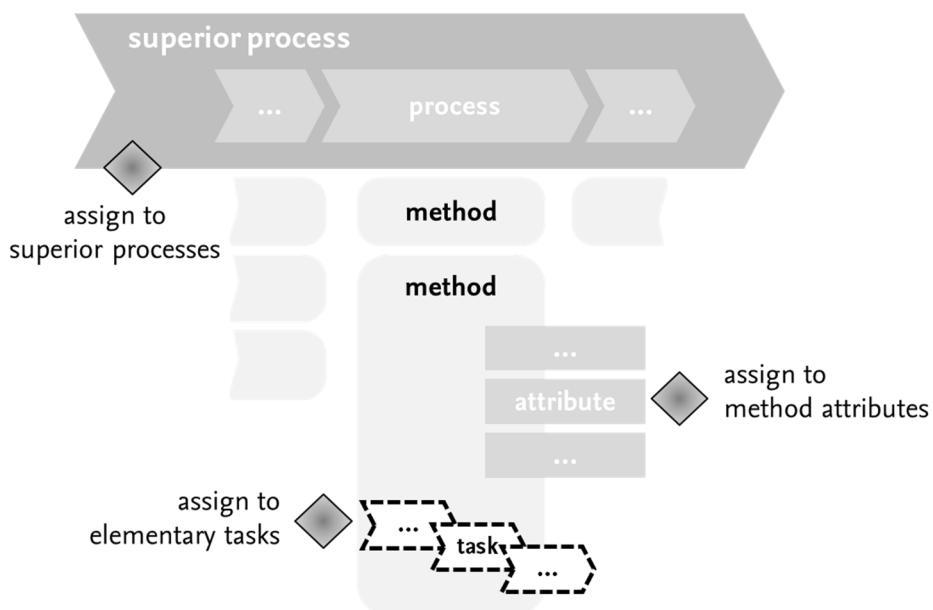 superior process
...
process
...
assign to
superior processes
method
method
...
attribute
...
assign to
method attributes
assign to
elementary tasks
...
task
...